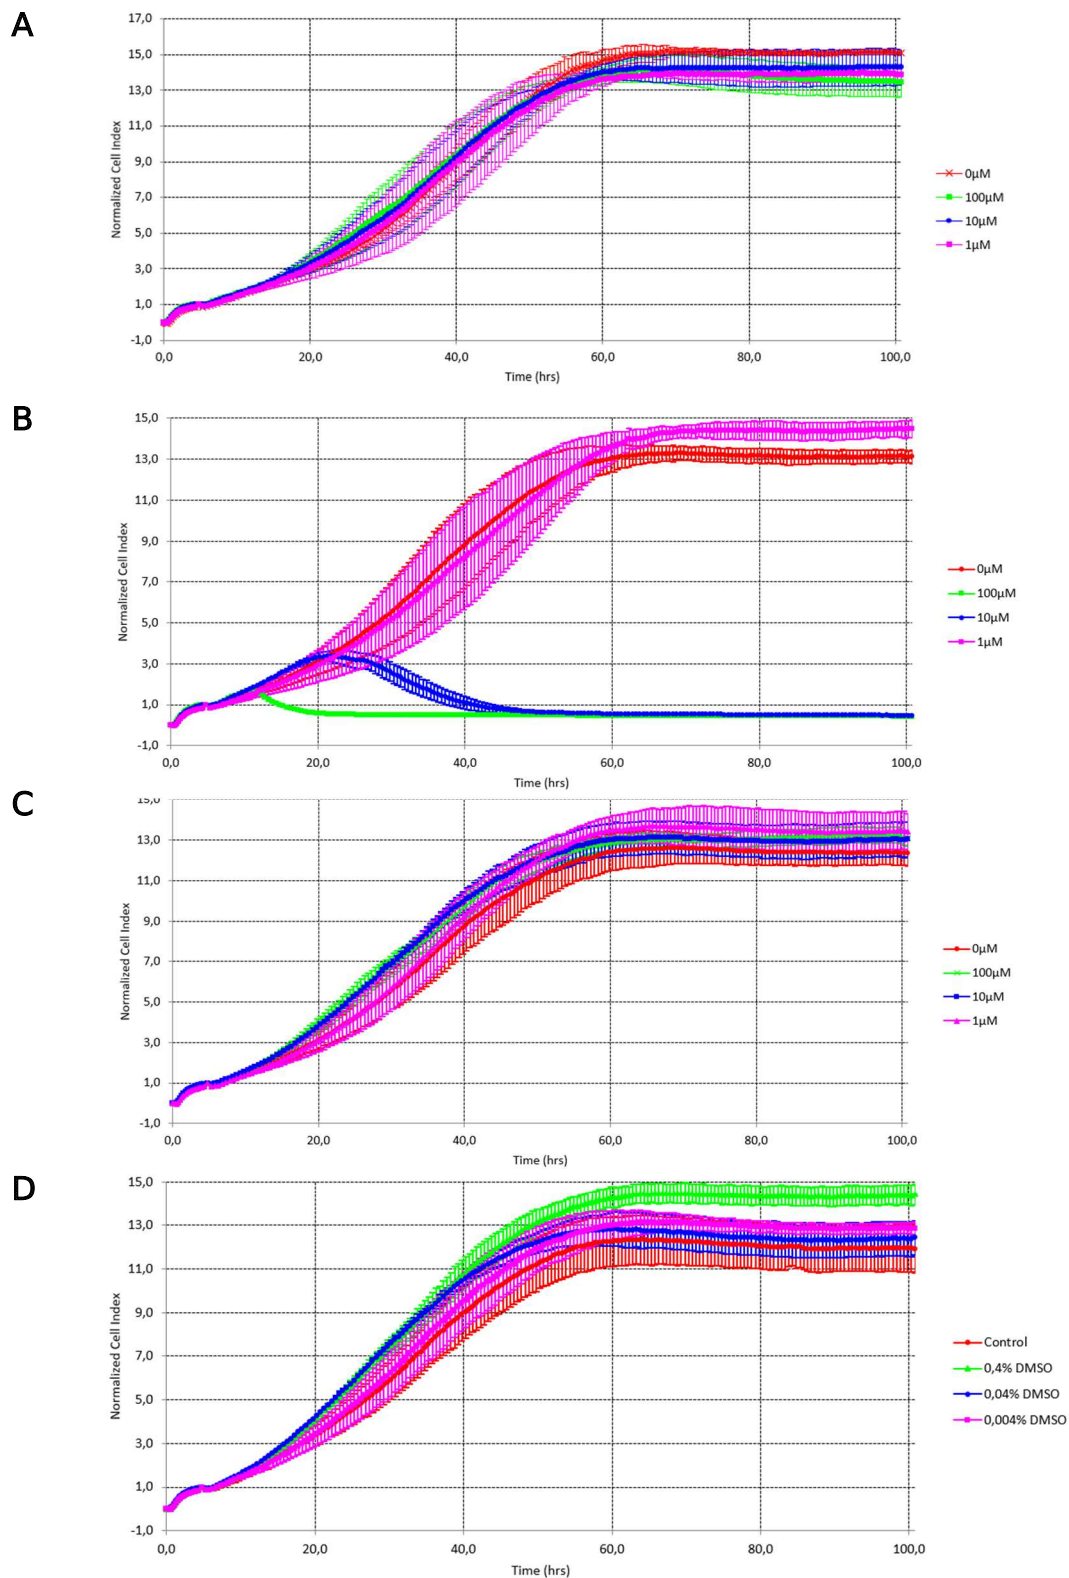 A
17,0
15,0
13,0
11,0
9,0
7,0
5,0
3,0
1,0
-1,0
Normalized Cell Index
0,0 20,0 40,0 60,0 80,0 100,0
Time (hrs)
0µM
100µM
10µM
1µM
B
15,0
13,0
11,0
9,0
7,0
5,0
3,0
1,0
-1,0
Normalized Cell Index
0,0 20,0 40,0 60,0 80,0 100,0
Time (hrs)
0µM
100µM
10µM
1µM
C
15,0
13,0
11,0
9,0
7,0
5,0
3,0
1,0
-1,0
Normalized Cell Index
0,0 20,0 40,0 60,0 80,0 100,0
Time (hrs)
0µM
100µM
10µM
1µM
D
15,0
13,0
11,0
9,0
7,0
5,0
3,0
1,0
-1,0
Normalized Cell Index
0,0 20,0 40,0 60,0 80,0 100,0
Time (hrs)
Control
0,4% DMSO
0,04% DMSO
0,004% DMSO